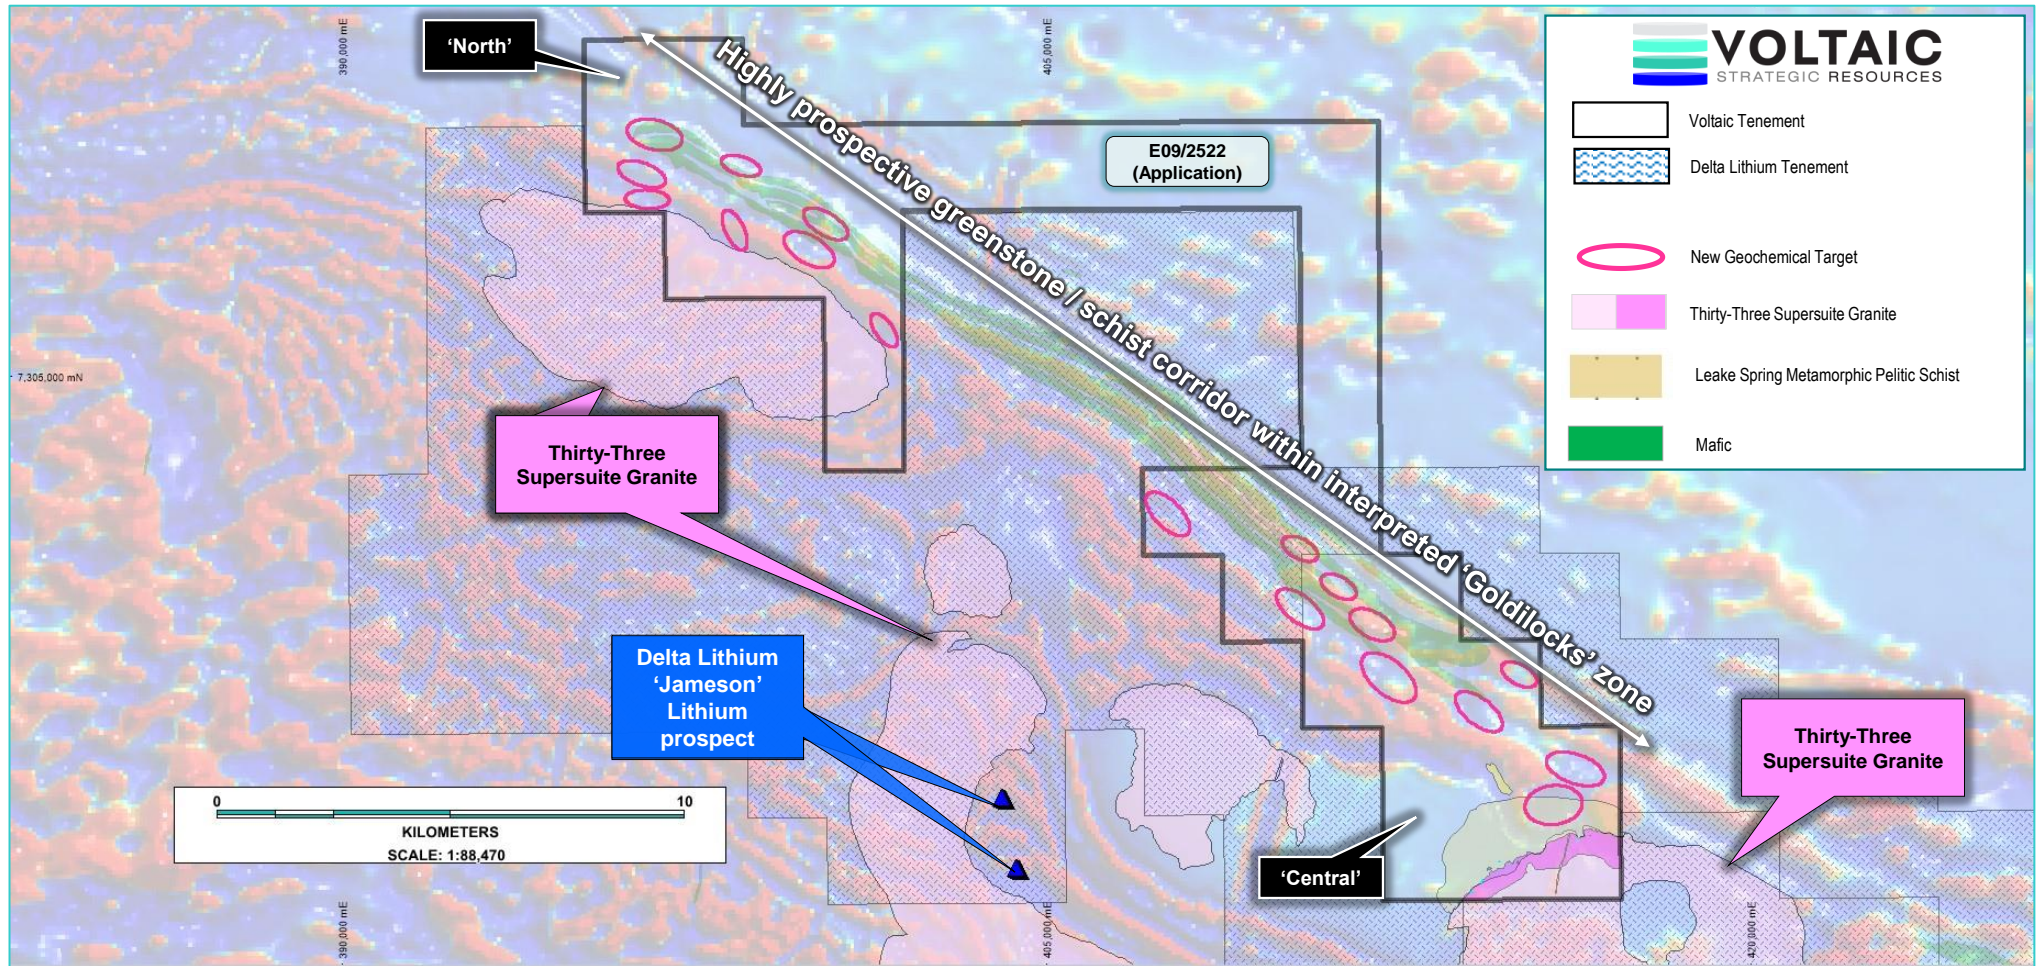 390,000 mE
405,000 mE
'North'
Highly prospective greenstone / schist corridor within interpreted 'Goldilocks' zone
E09/2522
(Application)
VOLTAIC
STRATEGIC RESOURCES
Voltaic Tenement
Delta Lithium Tenement
New Geochemical Target
Thirty-Three Supersuite Granite
Leake Spring Metamorphic Pelitic Schist
Mafic
7,305,000 mN
Thirty-Three
Supersuite Granite
Delta Lithium
'Jameson'
Lithium
prospect
Thirty-Three
Supersuite Granite
0
10
KILOMETERS
SCALE: 1:88,470
'Central'
390,000 mE
405,000 mE
420,000 mE